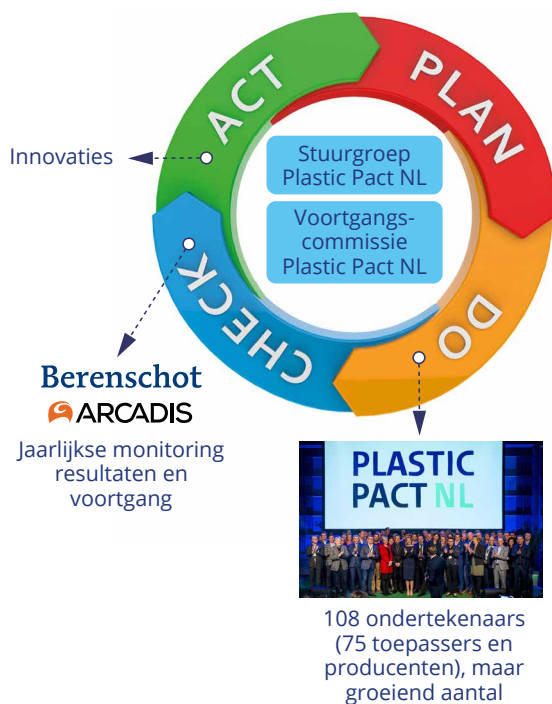 ACT
PLAN
Innovaties
Stuurgroep
Plastic Pact NL
Voortgangs-
commissie
Plastic Pact NL
DO
CHECK
Berenschot
ARCADIS
Jaarlijkse monitoring
resultaten en
voortgang
PLASTIC
PACT NL
108 ondertekenaars
(75 toepassers en
producenten), maar
groeiend aantal